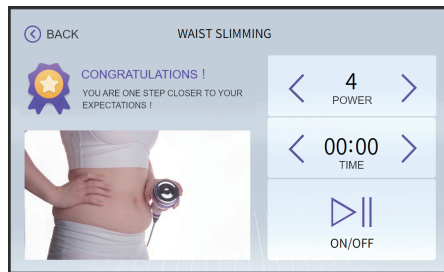 BACK
WAIST SLIMMING
CONGRATULATIONS !
YOU ARE ONE STEP CLOSER TO YOUR
EXPECTATIONS !
4
POWER
00:00
TIME
ON/OFF